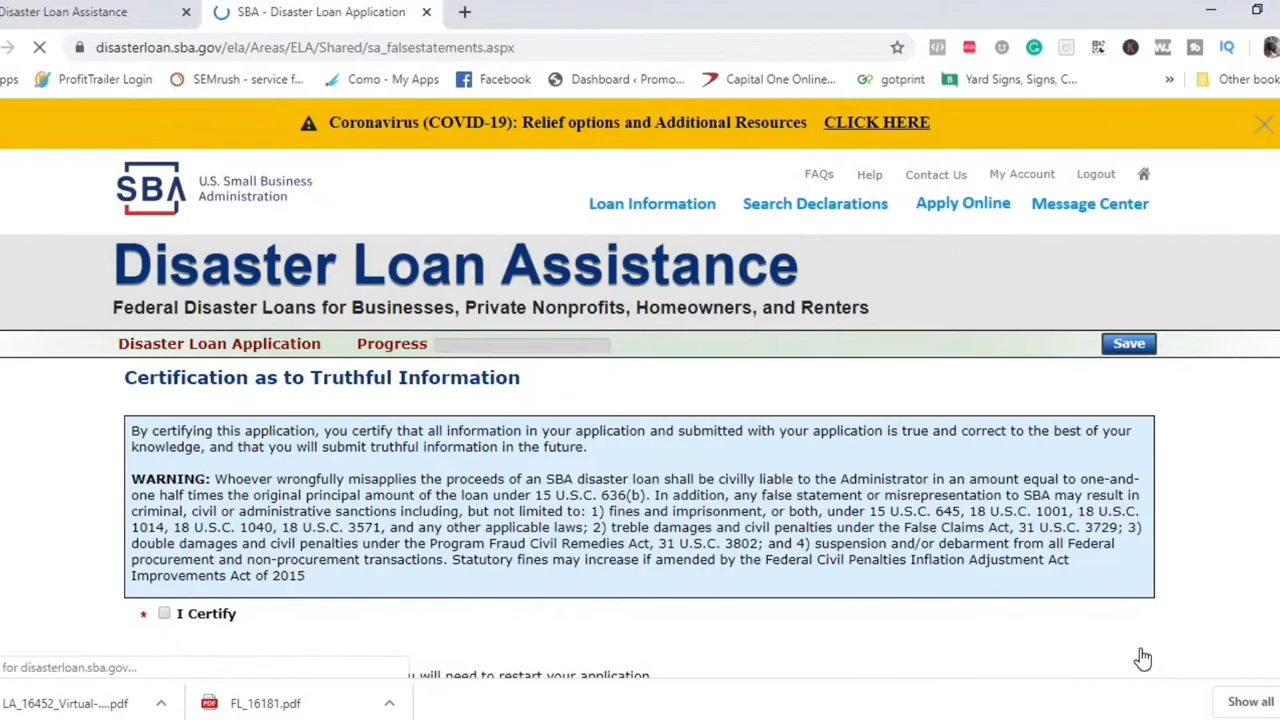 Disaster Loan Assistance
SBA - Disaster Loan Application
disasterloan.sba.gov/ela/Areas/ELA/Shared/sa_falsestatements.aspx
WJ
IQ
pps
ProfitTrailer Login
SEMrush - service f...
Como - My Apps
Facebook
Dashboard ‹ Promo...
Capital One Online...
gotprint
Yard Signs, Signs, C...
»
Other book
Coronavirus (COVID-19): Relief options and Additional Resources CLICK HERE
SBA
U.S. Small Business
Administration
FAQs Help Contact Us My Account Logout
Loan Information Search Declarations Apply Online Message Center
Disaster Loan Assistance
Federal Disaster Loans for Businesses, Private Nonprofits, Homeowners, and Renters
Disaster Loan Application Progress Save
Certification as to Truthful Information
By certifying this application, you certify that all information in your application and submitted with your application is true and correct to the best of your
knowledge, and that you will submit truthful information in the future.
WARNING: Whoever wrongfully misapplies the proceeds of an SBA disaster loan shall be civilly liable to the Administrator in an amount equal to one-and-
one half times the original principal amount of the loan under 15 U.S.C. 636(b). In addition, any false statement or misrepresentation to SBA may result in
criminal, civil or administrative sanctions including, but not limited to: 1) fines and imprisonment, or both, under 15 U.S.C. 645, 18 U.S.C. 1001, 18 U.S.C.
1014, 18 U.S.C. 1040, 18 U.S.C. 3571, and any other applicable laws; 2) treble damages and civil penalties under the False Claims Act, 31 U.S.C. 3729; 3)
double damages and civil penalties under the Program Fraud Civil Remedies Act, 31 U.S.C. 3802; and 4) suspension and/or debarment from all Federal
procurement and non-procurement transactions. Statutory fines may increase if amended by the Federal Civil Penalties Inflation Adjustment Act
Improvements Act of 2015
* I Certify
for disasterloan.sba.gov...
will need to restart your application
LA_16452_Virtual-....pdf
FL_16181.pdf
Show all